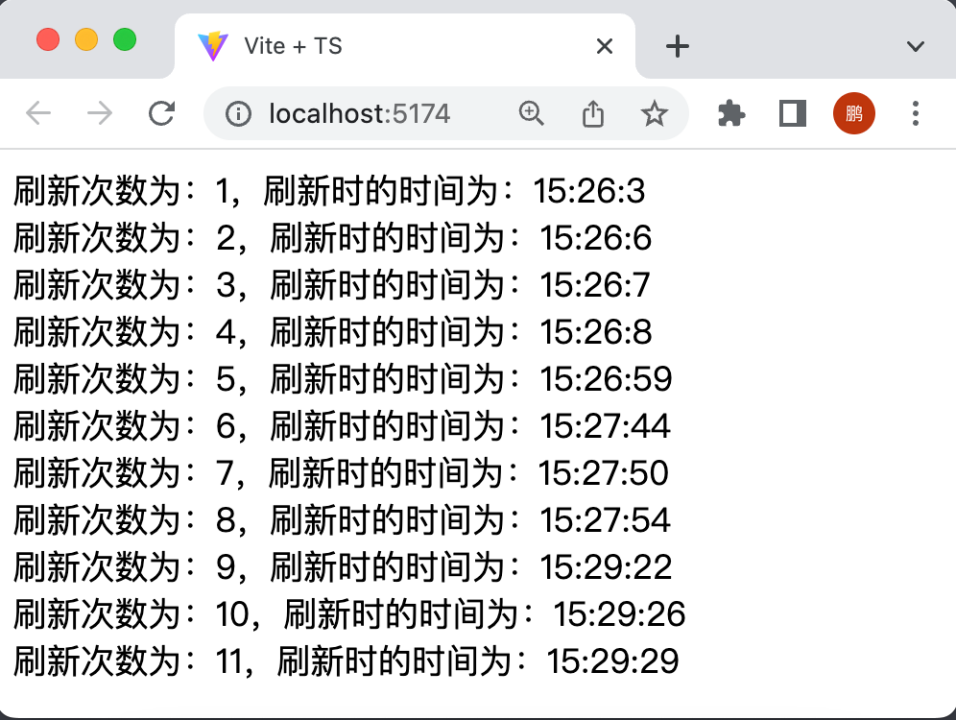 Vite + TS
localhost:5174
鹏
刷新次数为：1，刷新时的时间为：15:26:3
刷新次数为：2，刷新时的时间为：15:26:6
刷新次数为：3，刷新时的时间为：15:26:7
刷新次数为：4，刷新时的时间为：15:26:8
刷新次数为：5，刷新时的时间为：15:26:59
刷新次数为：6，刷新时的时间为：15:27:44
刷新次数为：7，刷新时的时间为：15:27:50
刷新次数为：8，刷新时的时间为：15:27:54
刷新次数为：9，刷新时的时间为：15:29:22
刷新次数为：10，刷新时的时间为：15:29:26
刷新次数为：11，刷新时的时间为：15:29:29